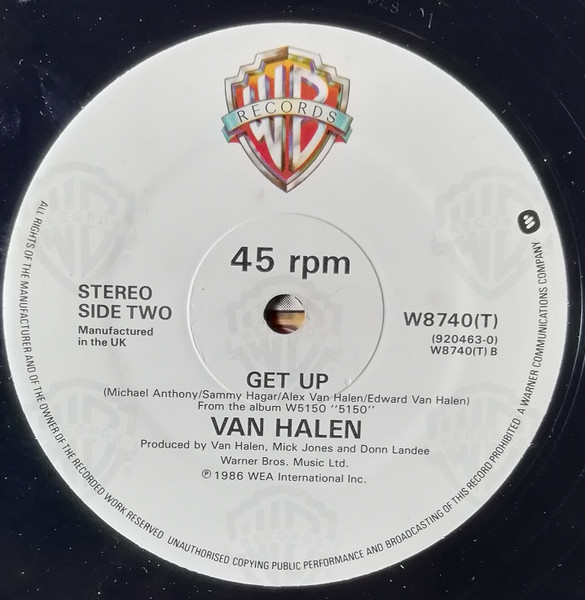 WB
RECORDS
45 rpm
STEREO
SIDE TWO
Manufactured
in the UK
W8740(T)
(920463-0)
W8740(T) B
GET UP
(Michael Anthony/Sammy Hagar/Alex Van Halen/Edward Van Halen)
From the album W5150 "5150"
VAN HALEN
Produced by Van Halen, Mick Jones and Donn Landee
Warner Bros. Music Ltd.
℗ 1986 WEA International Inc.
ALL RIGHTS OF THE MANUFACTURER AND OF THE OWNER OF THE RECORDED WORK RESERVED UNAUTHORISED COPYING PUBLIC PERFORMANCE AND BROADCASTING OF THIS RECORD PROHIBITED A WARNER COMMUNICATIONS COMPANY